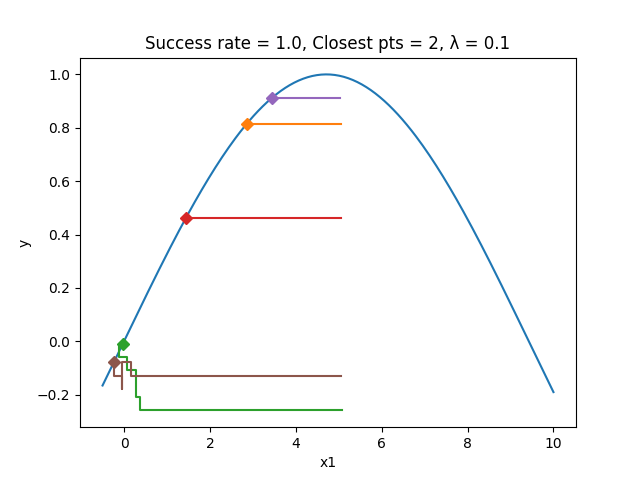 Success rate = 1.0, Closest pts = 2, λ = 0.1
1.0
0.8
0.6
0.4
0.2
0.0
−0.2
y
0 2 4 6 8 10
x1